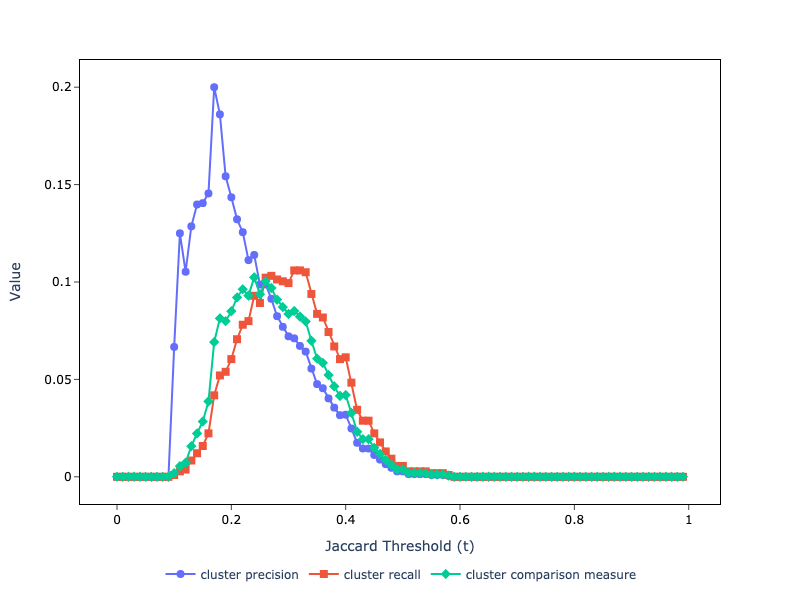 Value
0.2
0.15
0.1
0.05
0
0 0.2 0.4 0.6 0.8 1
Jaccard Threshold (t)
cluster precision cluster recall cluster comparison measure